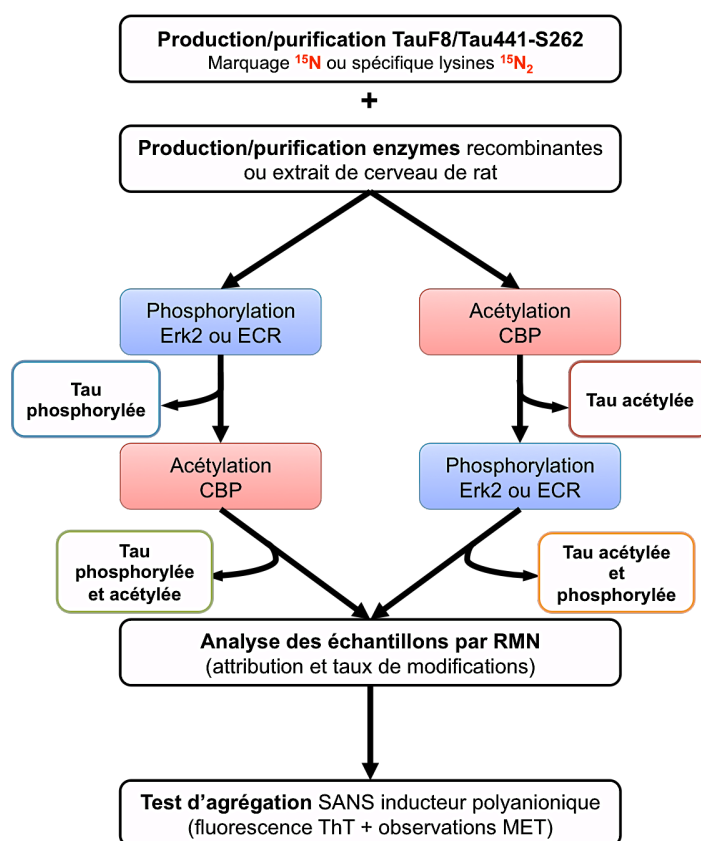 Production/purification TauF8/Tau441-S262
Marquage ¹⁵N ou spécifique lysines ¹⁵N₂
+
Production/purification enzymes recombinantes
ou extrait de cerveau de rat
Phosphorylation
Erk2 ou ECR
Acétylation
CBP
Tau
phosphorylée
Tau acétylée
Acétylation
CBP
Phosphorylation
Erk2 ou ECR
Tau
phosphorylée
et acétylée
Tau acétylée
et
phosphorylée
Analyse des échantillons par RMN
(attribution et taux de modifications)
Test d’agrégation SANS inducteur polyanionique
(fluorescence ThT + observations MET)